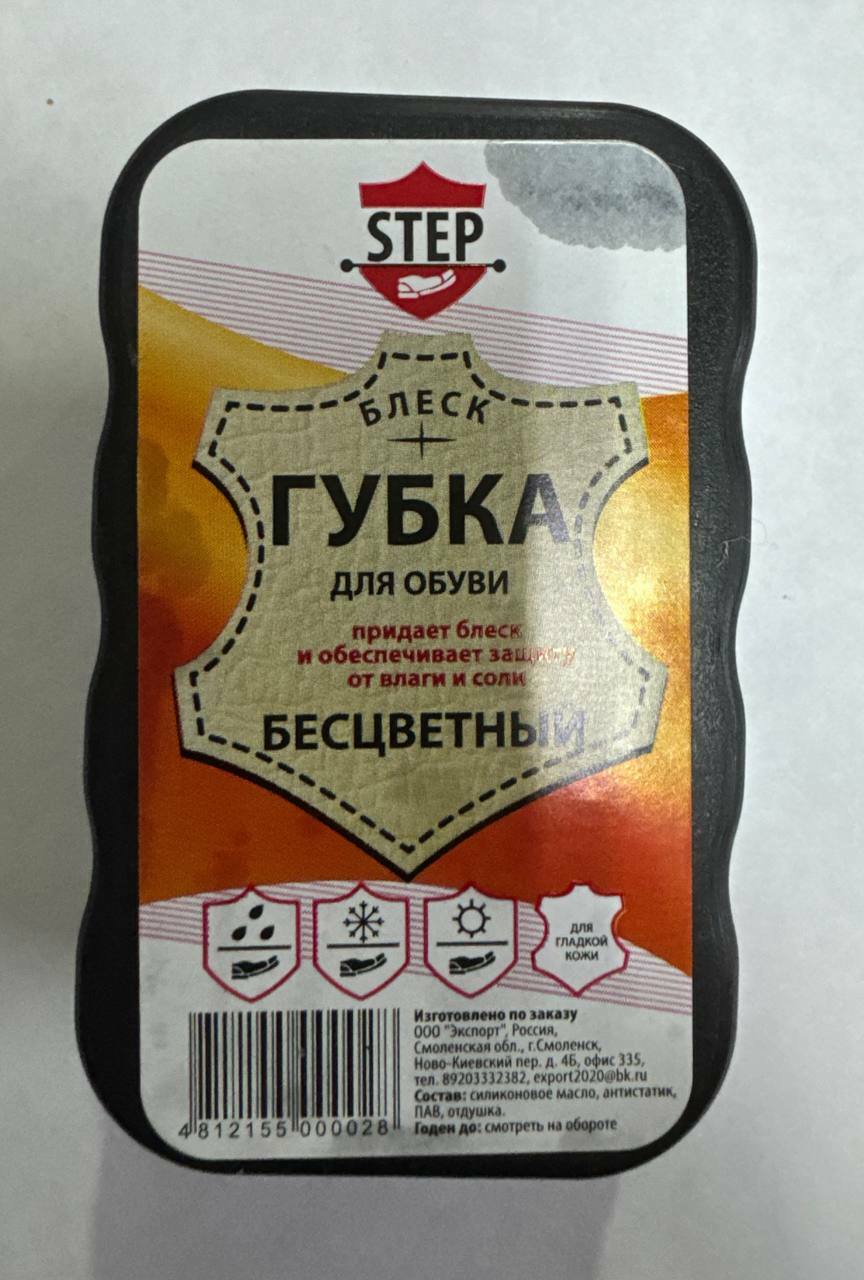 STEP
БЛЕСК
ГУБКА
ДЛЯ ОБУВИ
придает блеск
и обеспечивает защиту
от влаги и соли
БЕСЦВЕТНЫЙ
ДЛЯ
ГЛАДКОЙ
КОЖИ
Изготовлено по заказу
ООО "Экспорт", Россия,
Смоленская обл., г.Смоленск,
Ново-Киевский пер. д. 4Б, офис 335,
тел. 89203332382, export2020@bk.ru
Состав: силиконовое масло, антистатик,
ПАВ, отдушка.
Годен до: смотреть на обороте
4 812155 000028